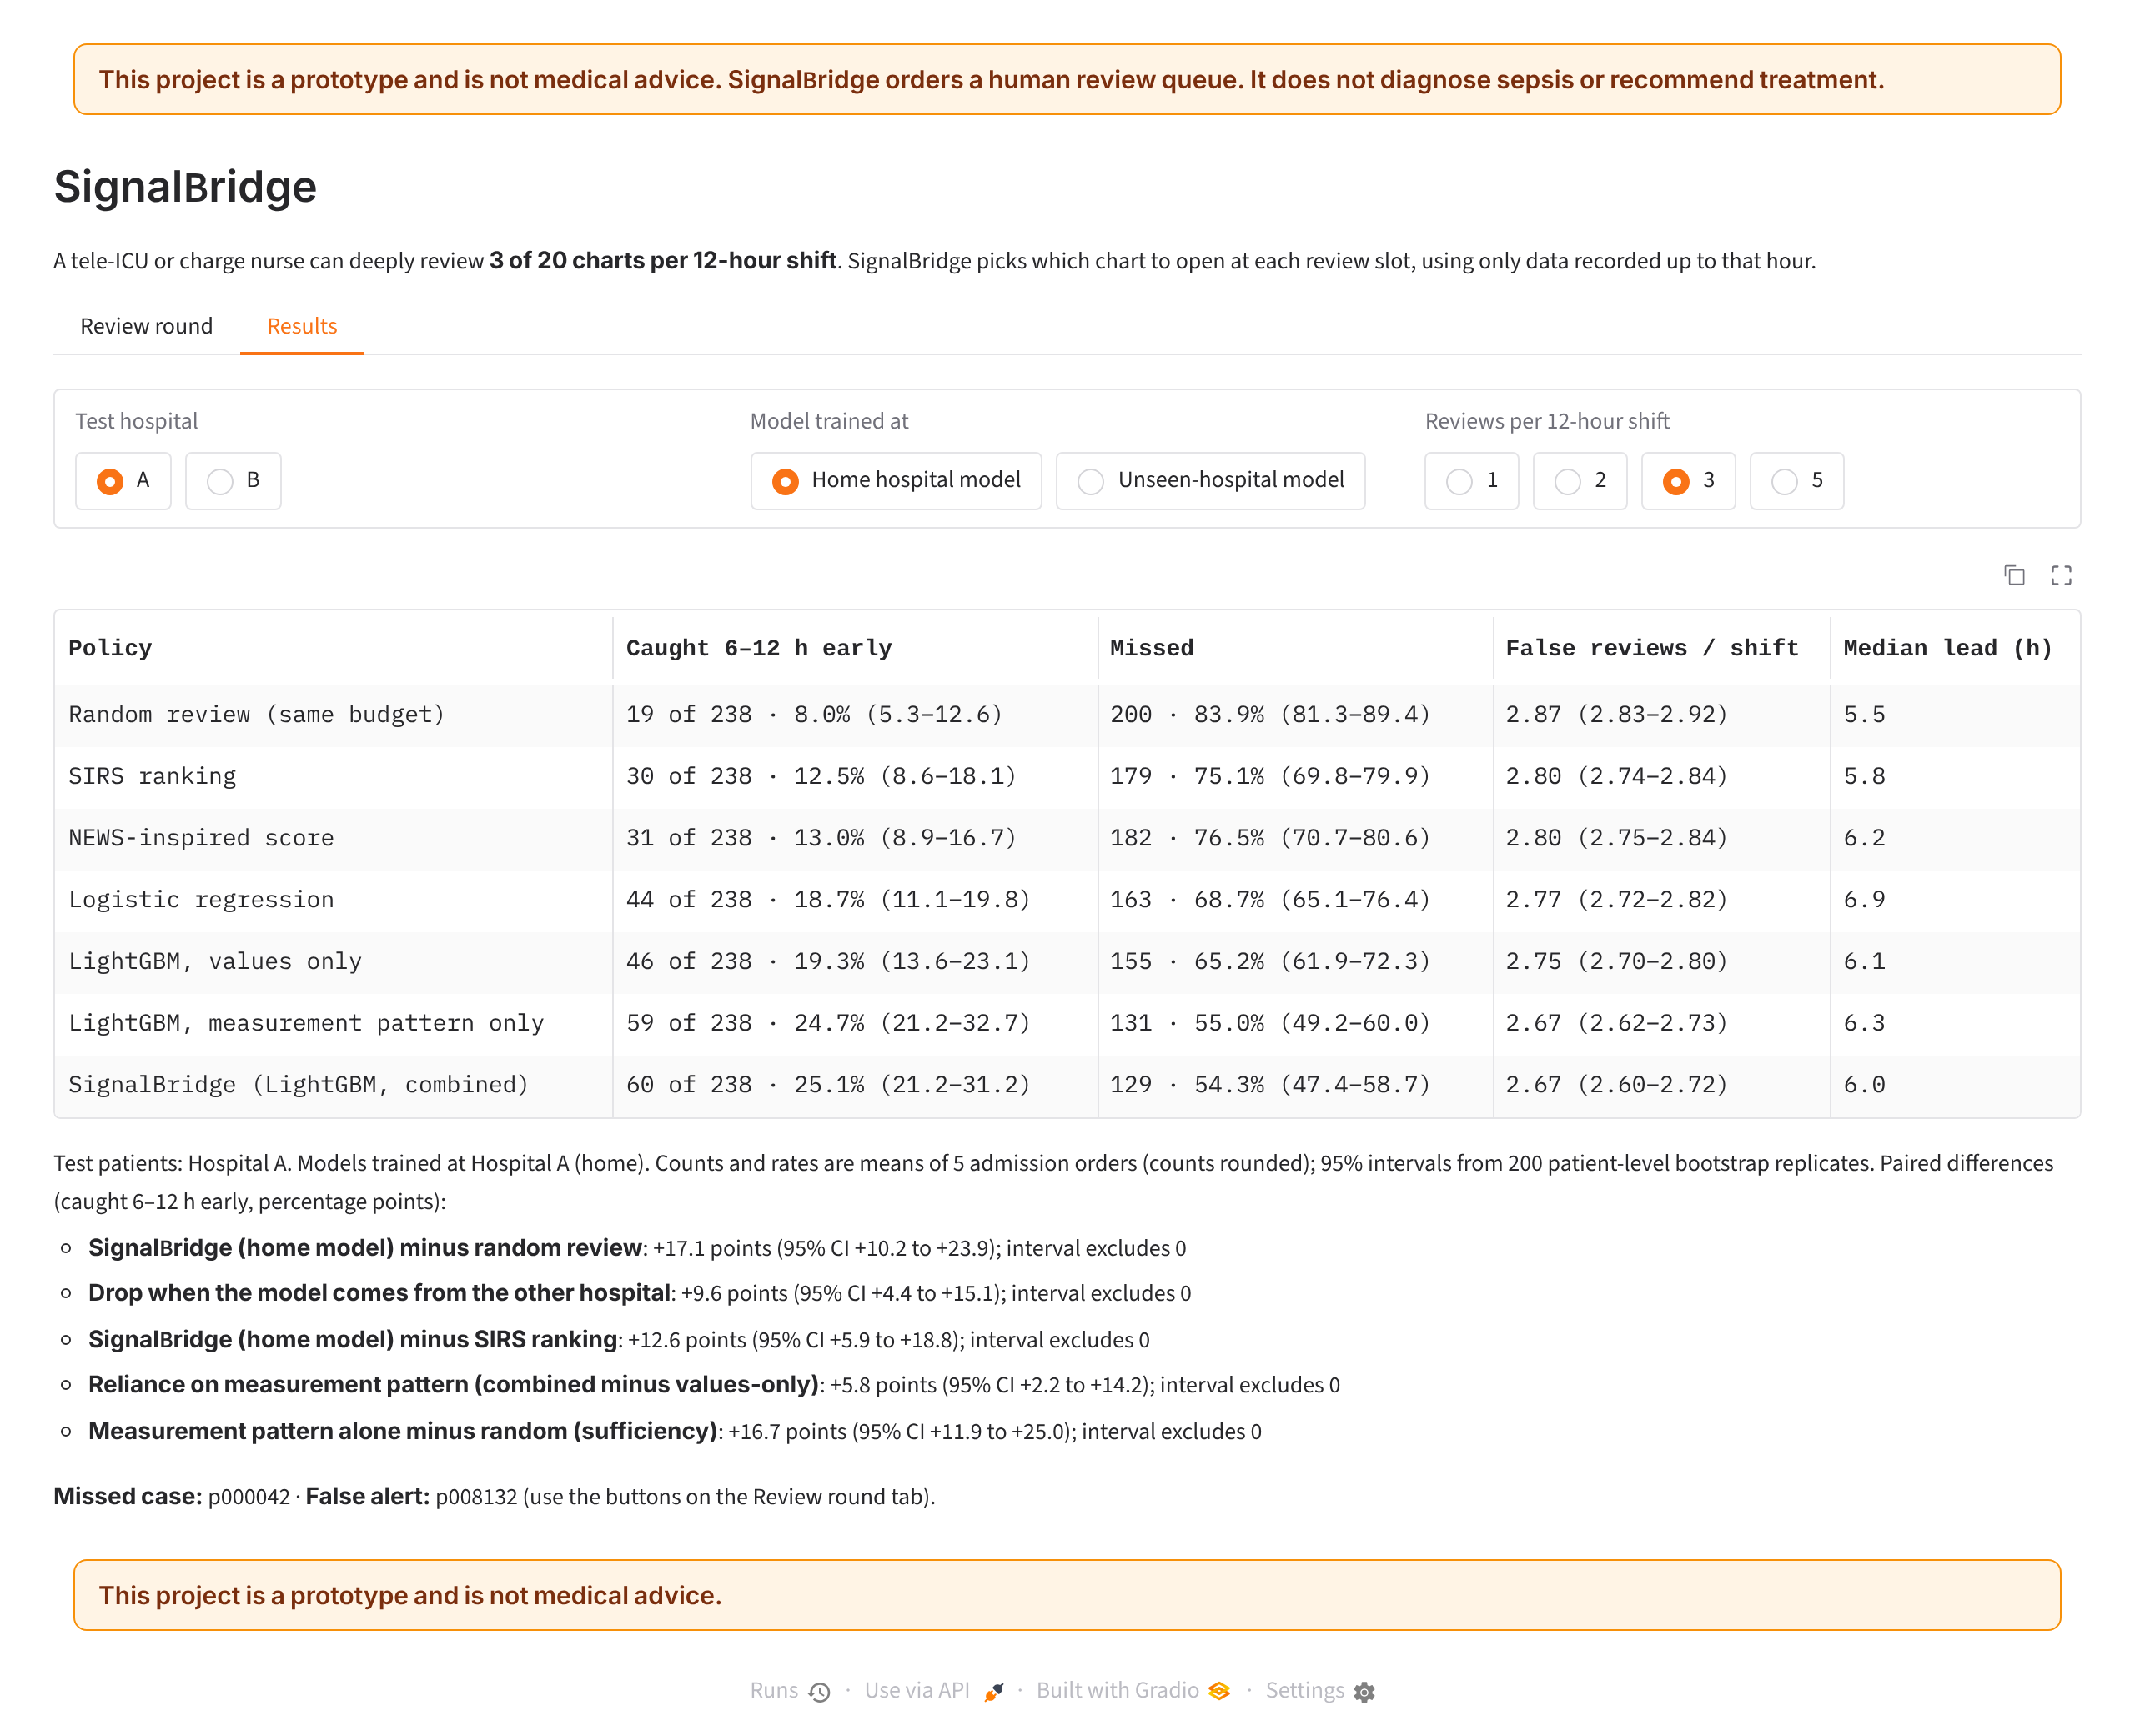 This project is a prototype and is not medical advice. SignalBridge orders a human review queue. It does not diagnose sepsis or recommend treatment.
SignalBridge
A tele-ICU or charge nurse can deeply review 3 of 20 charts per 12-hour shift. SignalBridge picks which chart to open at each review slot, using only data recorded up to that hour.
Review round Results
Test hospital Model trained at Reviews per 12-hour shift
A B Home hospital model Unseen-hospital model 1 2 3 5
Policy Caught 6–12 h early Missed False reviews / shift Median lead (h)
Random review (same budget) 19 of 238 · 8.0% (5.3–12.6) 200 · 83.9% (81.3–89.4) 2.87 (2.83–2.92) 5.5
SIRS ranking 30 of 238 · 12.5% (8.6–18.1) 179 · 75.1% (69.8–79.9) 2.80 (2.74–2.84) 5.8
NEWS-inspired score 31 of 238 · 13.0% (8.9–16.7) 182 · 76.5% (70.7–80.6) 2.80 (2.75–2.84) 6.2
Logistic regression 44 of 238 · 18.7% (11.1–19.8) 163 · 68.7% (65.1–76.4) 2.77 (2.72–2.82) 6.9
LightGBM, values only 46 of 238 · 19.3% (13.6–23.1) 155 · 65.2% (61.9–72.3) 2.75 (2.70–2.80) 6.1
LightGBM, measurement pattern only 59 of 238 · 24.7% (21.2–32.7) 131 · 55.0% (49.2–60.0) 2.67 (2.62–2.73) 6.3
SignalBridge (LightGBM, combined) 60 of 238 · 25.1% (21.2–31.2) 129 · 54.3% (47.4–58.7) 2.67 (2.60–2.72) 6.0
Test patients: Hospital A. Models trained at Hospital A (home). Counts and rates are means of 5 admission orders (counts rounded); 95% intervals from 200 patient-level bootstrap replicates. Paired differences
(caught 6–12 h early, percentage points):
SignalBridge (home model) minus random review: +17.1 points (95% CI +10.2 to +23.9); interval excludes 0
Drop when the model comes from the other hospital: +9.6 points (95% CI +4.4 to +15.1); interval excludes 0
SignalBridge (home model) minus SIRS ranking: +12.6 points (95% CI +5.9 to +18.8); interval excludes 0
Reliance on measurement pattern (combined minus values-only): +5.8 points (95% CI +2.2 to +14.2); interval excludes 0
Measurement pattern alone minus random (sufficiency): +16.7 points (95% CI +11.9 to +25.0); interval excludes 0
Missed case: p000042 · False alert: p008132 (use the buttons on the Review round tab).
This project is a prototype and is not medical advice.
Runs · Use via API · Built with Gradio · Settings